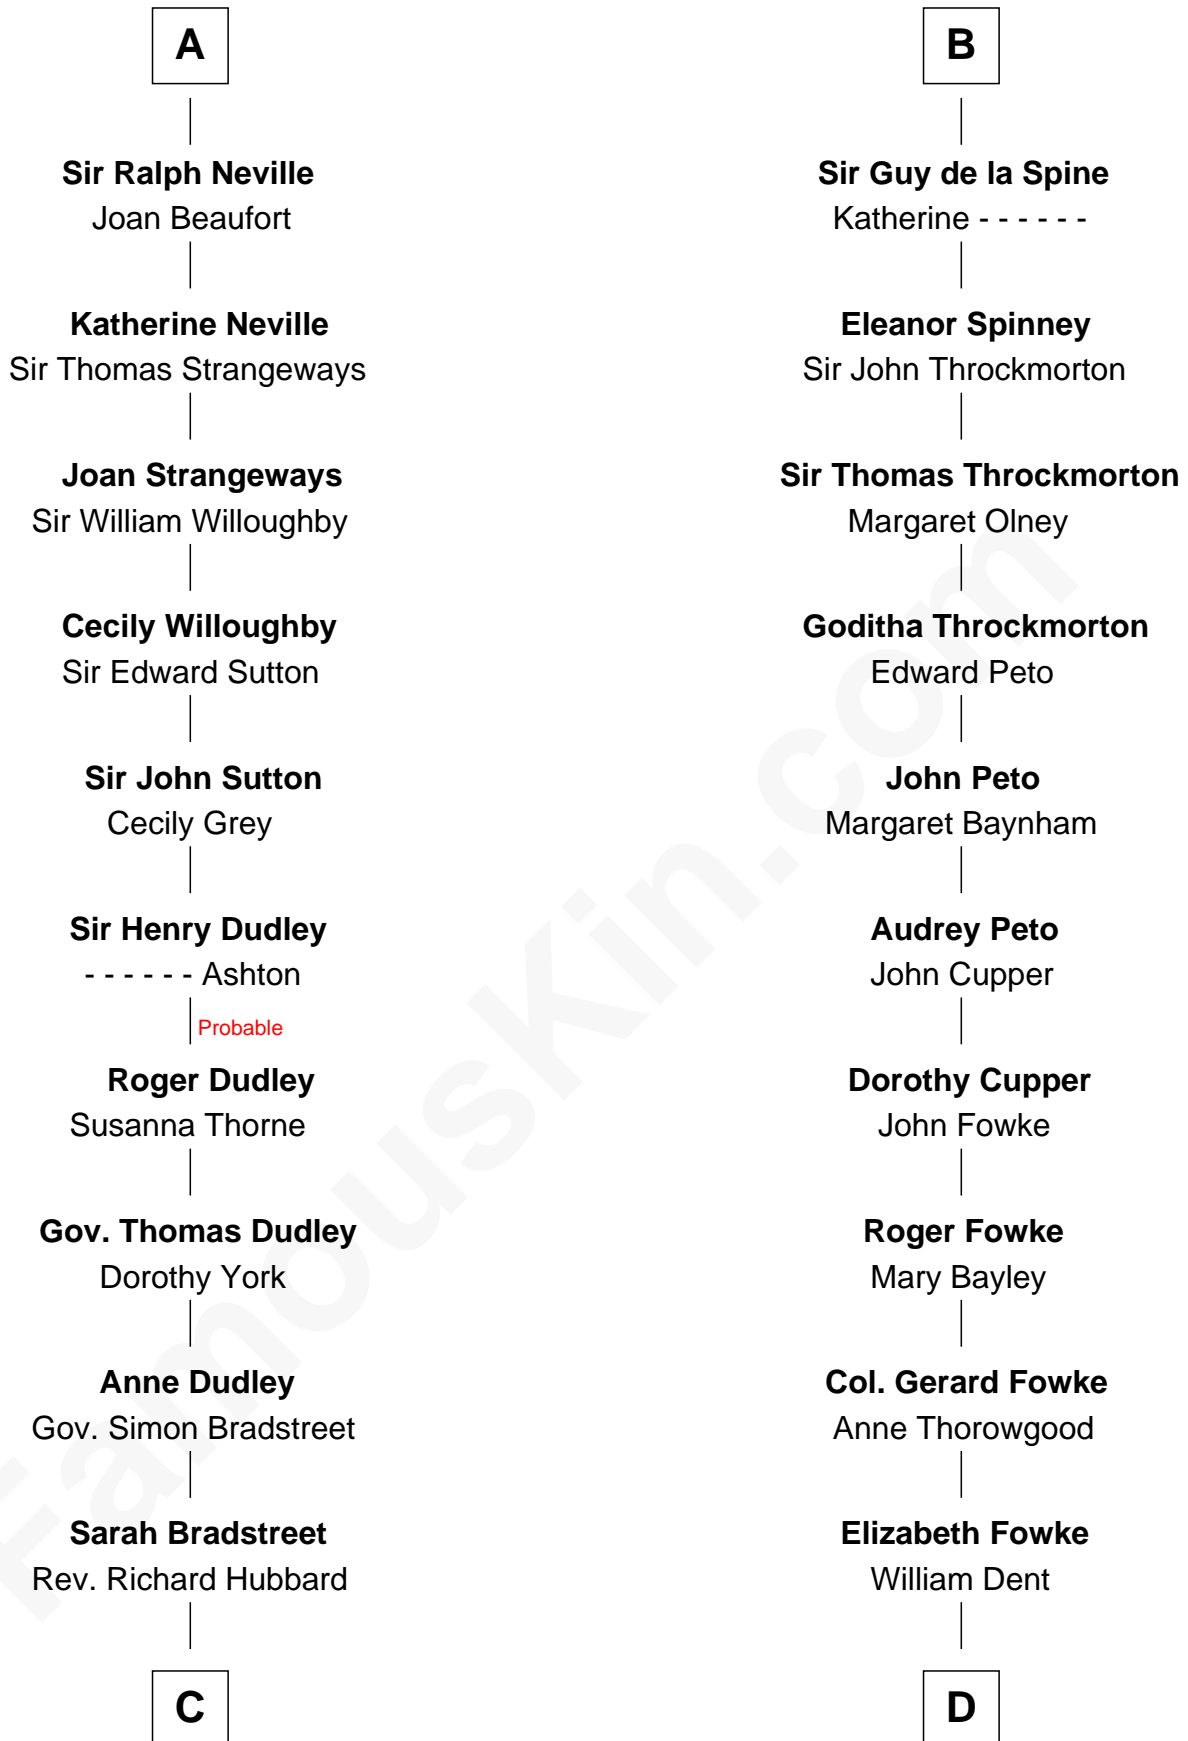 A
Sir Ralph Neville
Joan Beaufort
Katherine Neville
Sir Thomas Strangeways
Joan Strangeways
Sir William Willoughby
Cecily Willoughby
Sir Edward Sutton
Sir John Sutton
Cecily Grey
Sir Henry Dudley
- - - - - - Ashton
Probable
Roger Dudley
Susanna Thorne
Gov. Thomas Dudley
Dorothy York
Anne Dudley
Gov. Simon Bradstreet
Sarah Bradstreet
Rev. Richard Hubbard
C
B
Sir Guy de la Spine
Katherine - - - - - -
Eleanor Spinney
Sir John Throckmorton
Sir Thomas Throckmorton
Margaret Olney
Goditha Throckmorton
Edward Peto
John Peto
Margaret Baynham
Audrey Peto
John Cupper
Dorothy Cupper
John Fowke
Roger Fowke
Mary Bayley
Col. Gerard Fowke
Anne Thorowgood
Elizabeth Fowke
William Dent
D
FamousKin.com